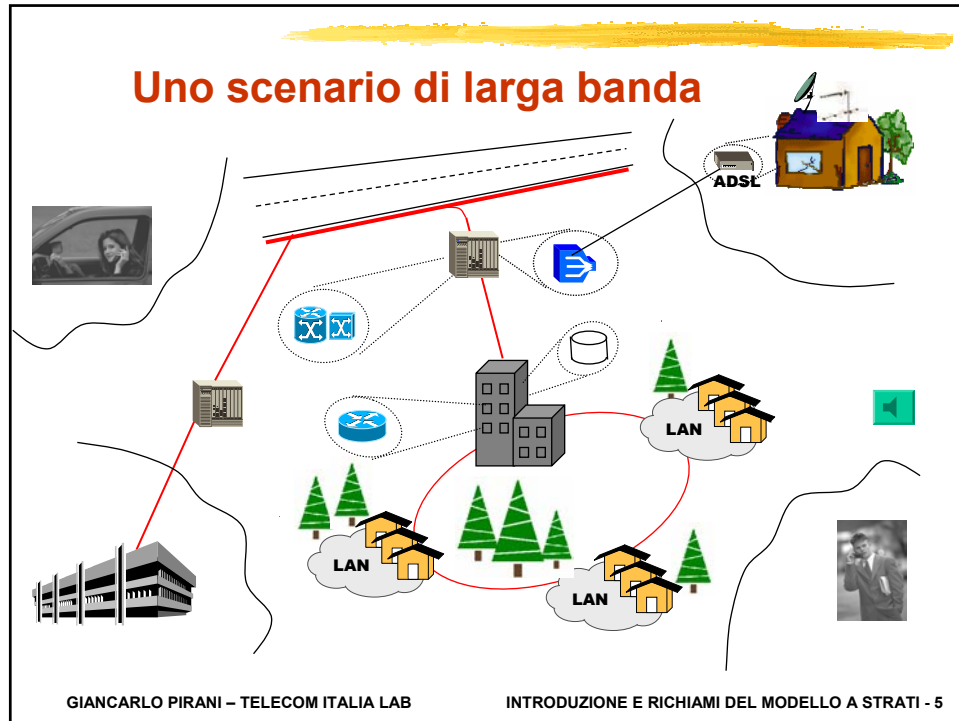 Uno scenario di larga banda
ADSL
LAN
LAN
LAN
GIANCARLO PIRANI – TELECOM ITALIA LAB
INTRODUZIONE E RICHIAMI DEL MODELLO A STRATI - 5